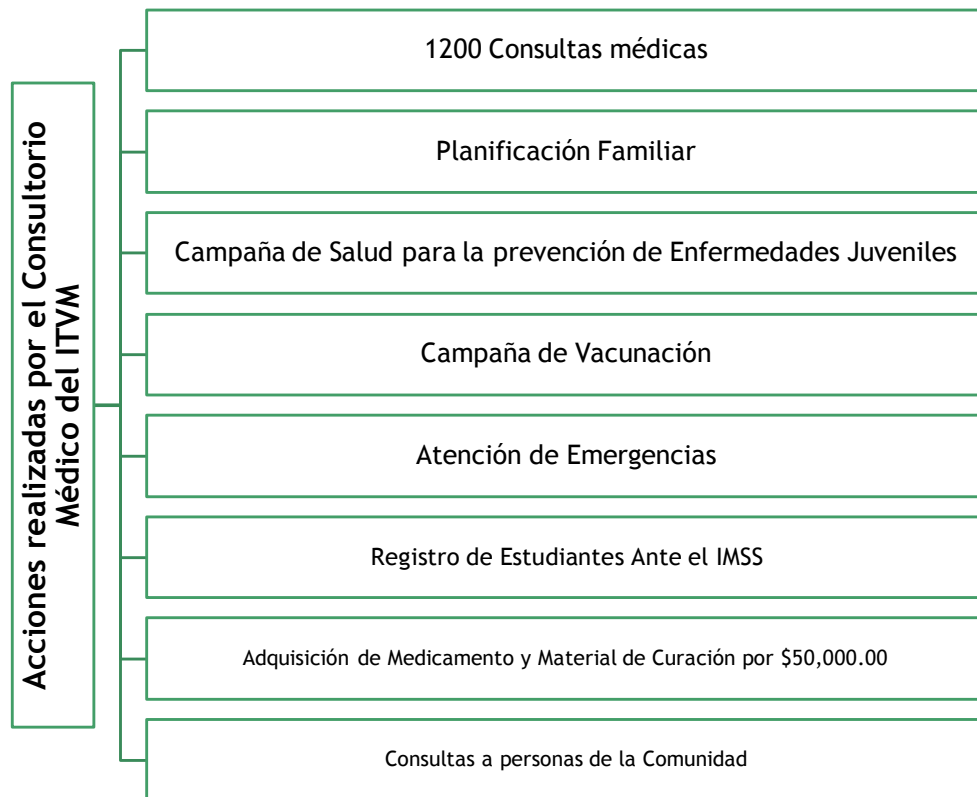 Acciones realizadas por el Consultorio
Médico del ITVM
1200 Consultas médicas
Planificación Familiar
Campaña de Salud para la prevención de Enfermedades Juveniles
Campaña de Vacunación
Atención de Emergencias
Registro de Estudiantes Ante el IMSS
Adquisición de Medicamento y Material de Curación por $50,000.00
Consultas a personas de la Comunidad